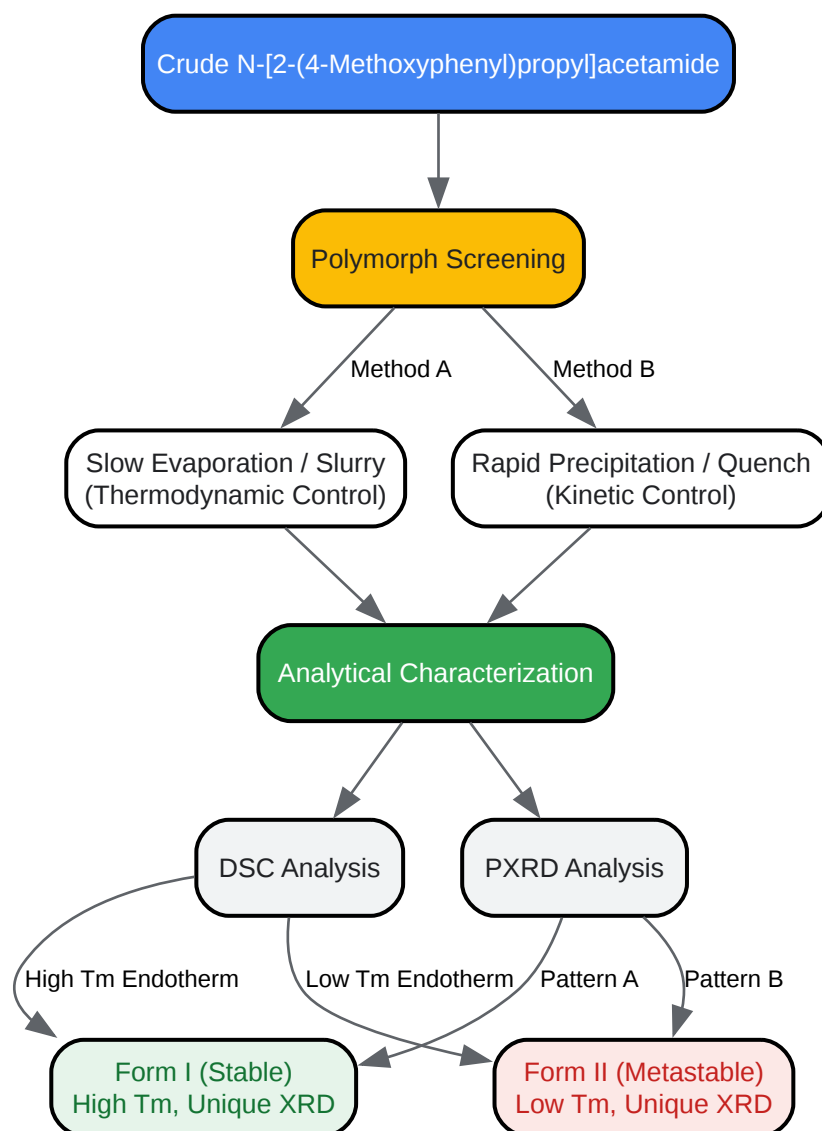 Crude N-[2-(4-Methoxyphenyl)propyl]acetamide
Polymorph Screening
Method A
Method B
Slow Evaporation / Slurry
(Thermodynamic Control)
Rapid Precipitation / Quench
(Kinetic Control)
Analytical Characterization
DSC Analysis
PXRD Analysis
High Tm Endotherm
Low Tm Endotherm
Pattern A
Pattern B
Form I (Stable)
High Tm, Unique XRD
Form II (Metastable)
Low Tm, Unique XRD